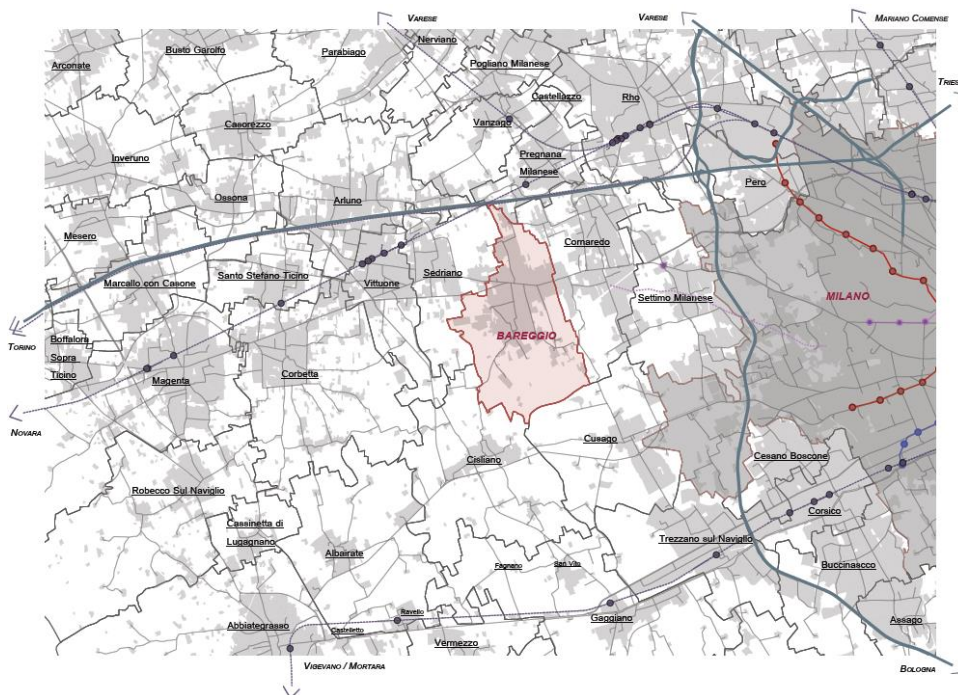 VARESE
VARESE
MARIANO COMENSE
Nerviano
Busto Garolfo
Parabiago
Arconate
Pogliano Milanese
TRIES
Castellazzo
Rho
Casorezzo
Vanzago
Inveruno
Pregnana
Milanese
Pero
Ossona
Arluno
Mesero
Cornaredo
Marcallo con Casone
Santo Stefano Ticino
Vittuone
Sedriano
Settimo Milanese
MILANO
TORINO
Boffalora
Sopra
Ticino
BAREGGIO
Magenta
Corbetta
NOVARA
Cusago
Cisliano
Cesano Boscone
Robecco Sul Naviglio
Corsico
Cassinetta di
Lugagnano
Albairate
Trezzano sul Naviglio
Fagnano
San Vito
Buccinascco
Abbiategrasso
Castelletto
Ravello
Gaggiano
Vermezzo
Assago
VIGEVANO / MORTARA
BOLOGNA